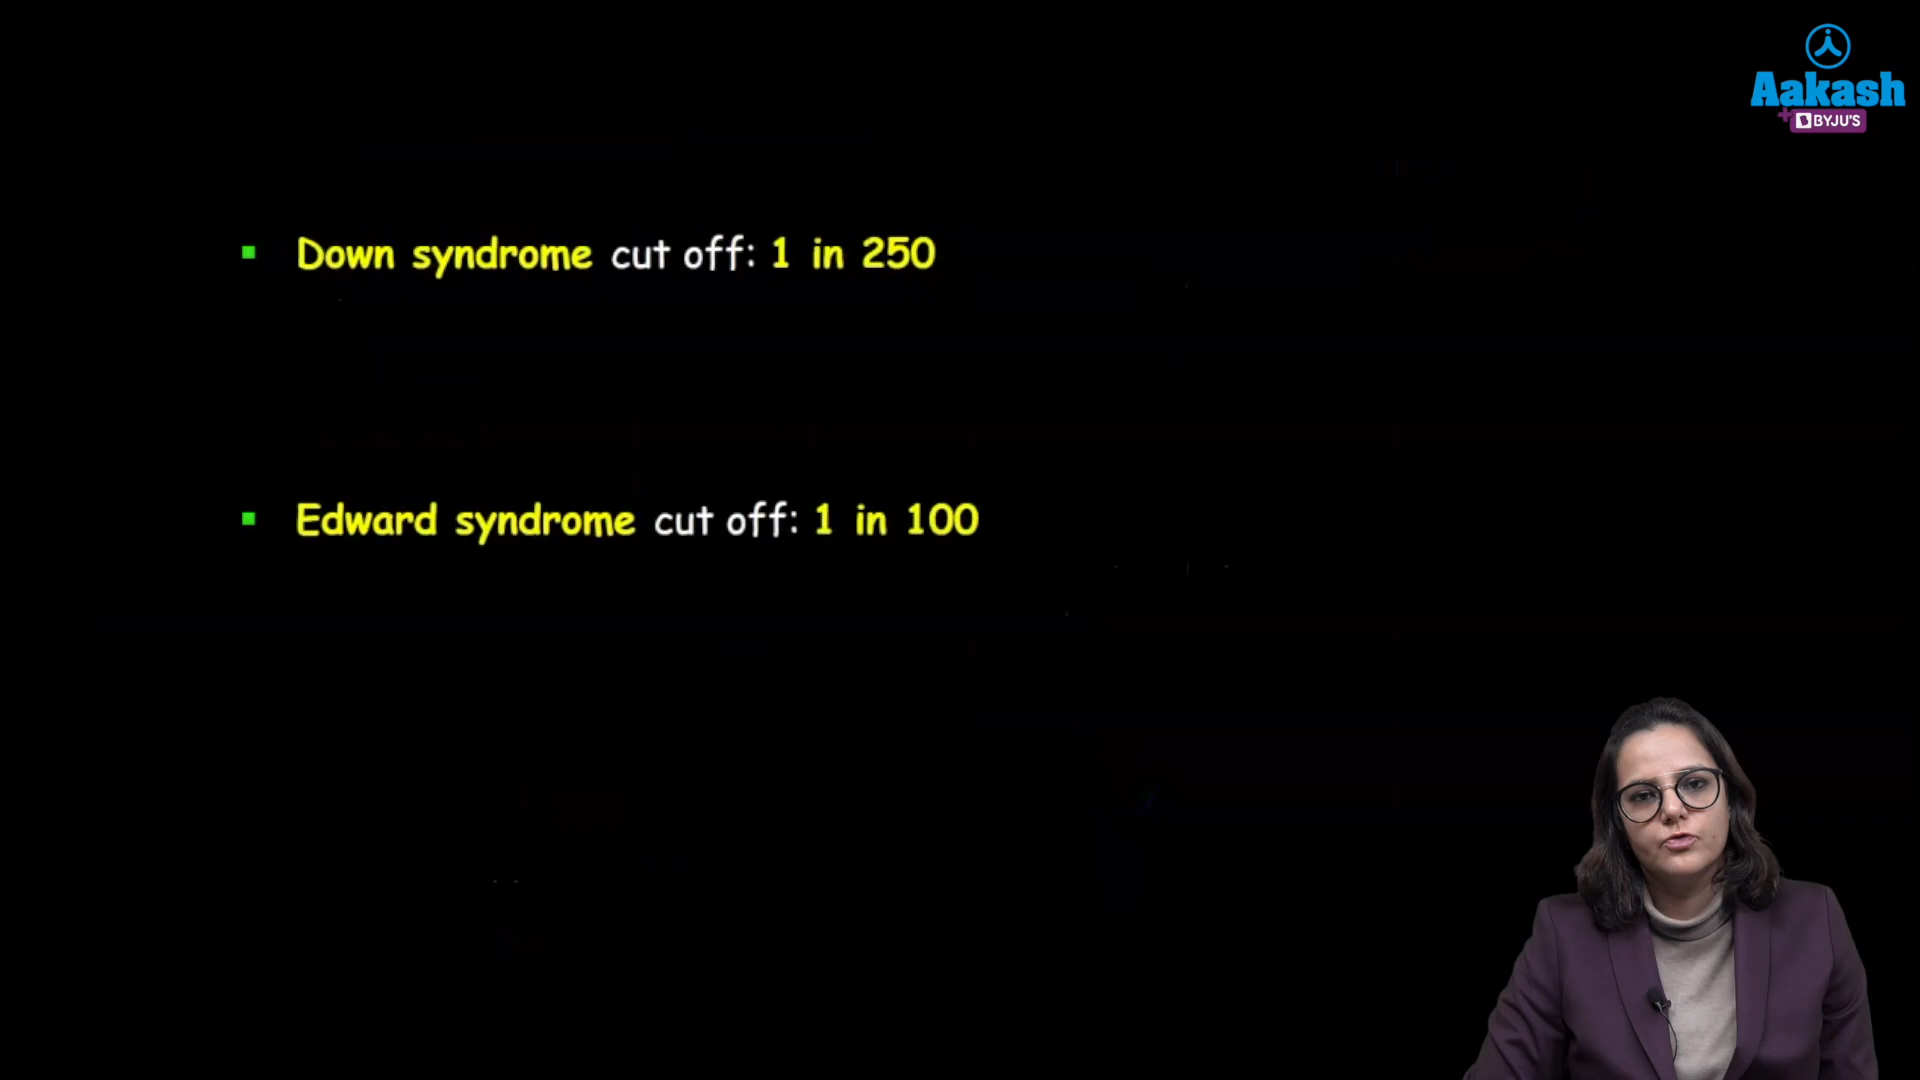 Aakash
+ BYJU'S
▪ Down syndrome cut off: 1 in 250
▪ Edward syndrome cut off: 1 in 100